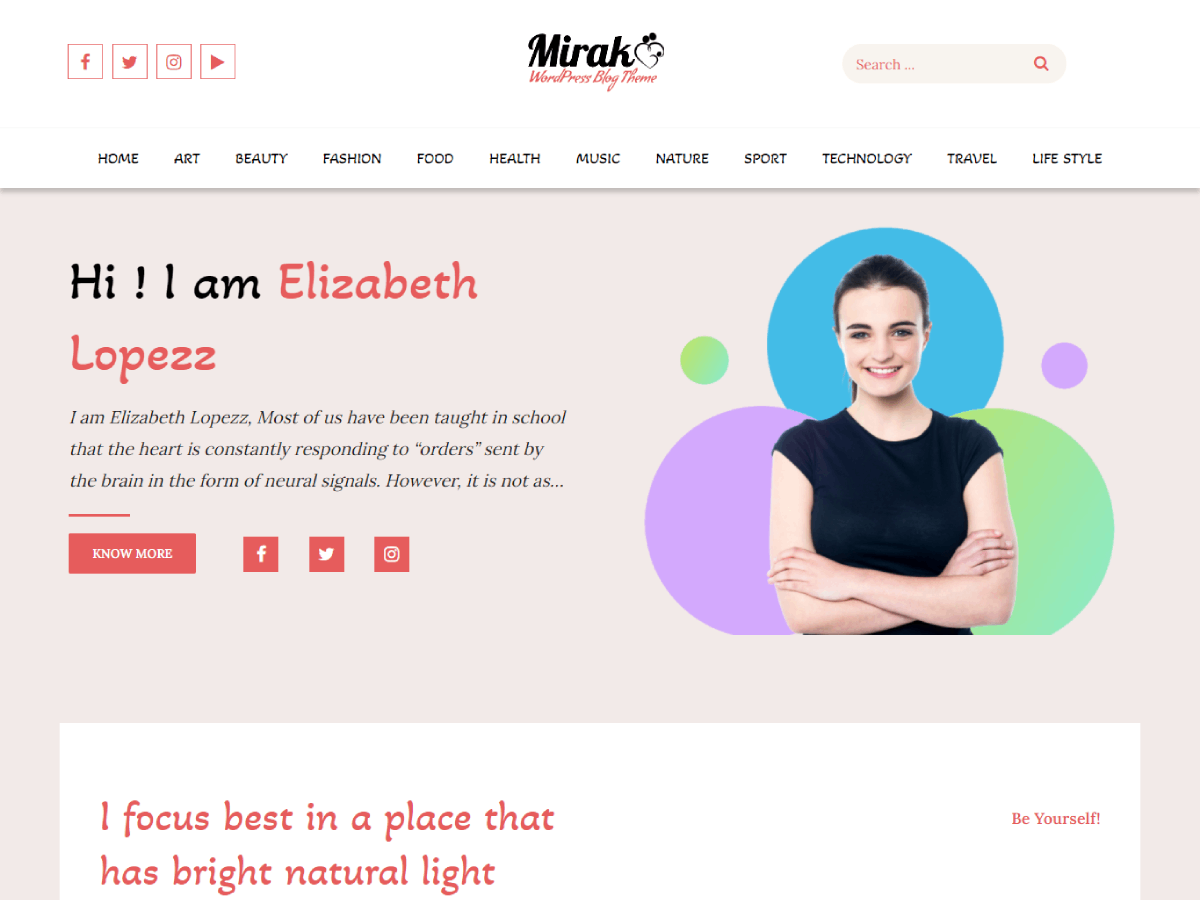 Mirak
WordPress Blog Theme
Search ...
HOME ART BEAUTY FASHION FOOD HEALTH MUSIC NATURE SPORT TECHNOLOGY TRAVEL LIFE STYLE
Hi ! I am Elizabeth
Lopezz
I am Elizabeth Lopezz, Most of us have been taught in school
that the heart is constantly responding to “orders” sent by
the brain in the form of neural signals. However, it is not as...
KNOW MORE
I focus best in a place that
has bright natural light
Be Yourself!